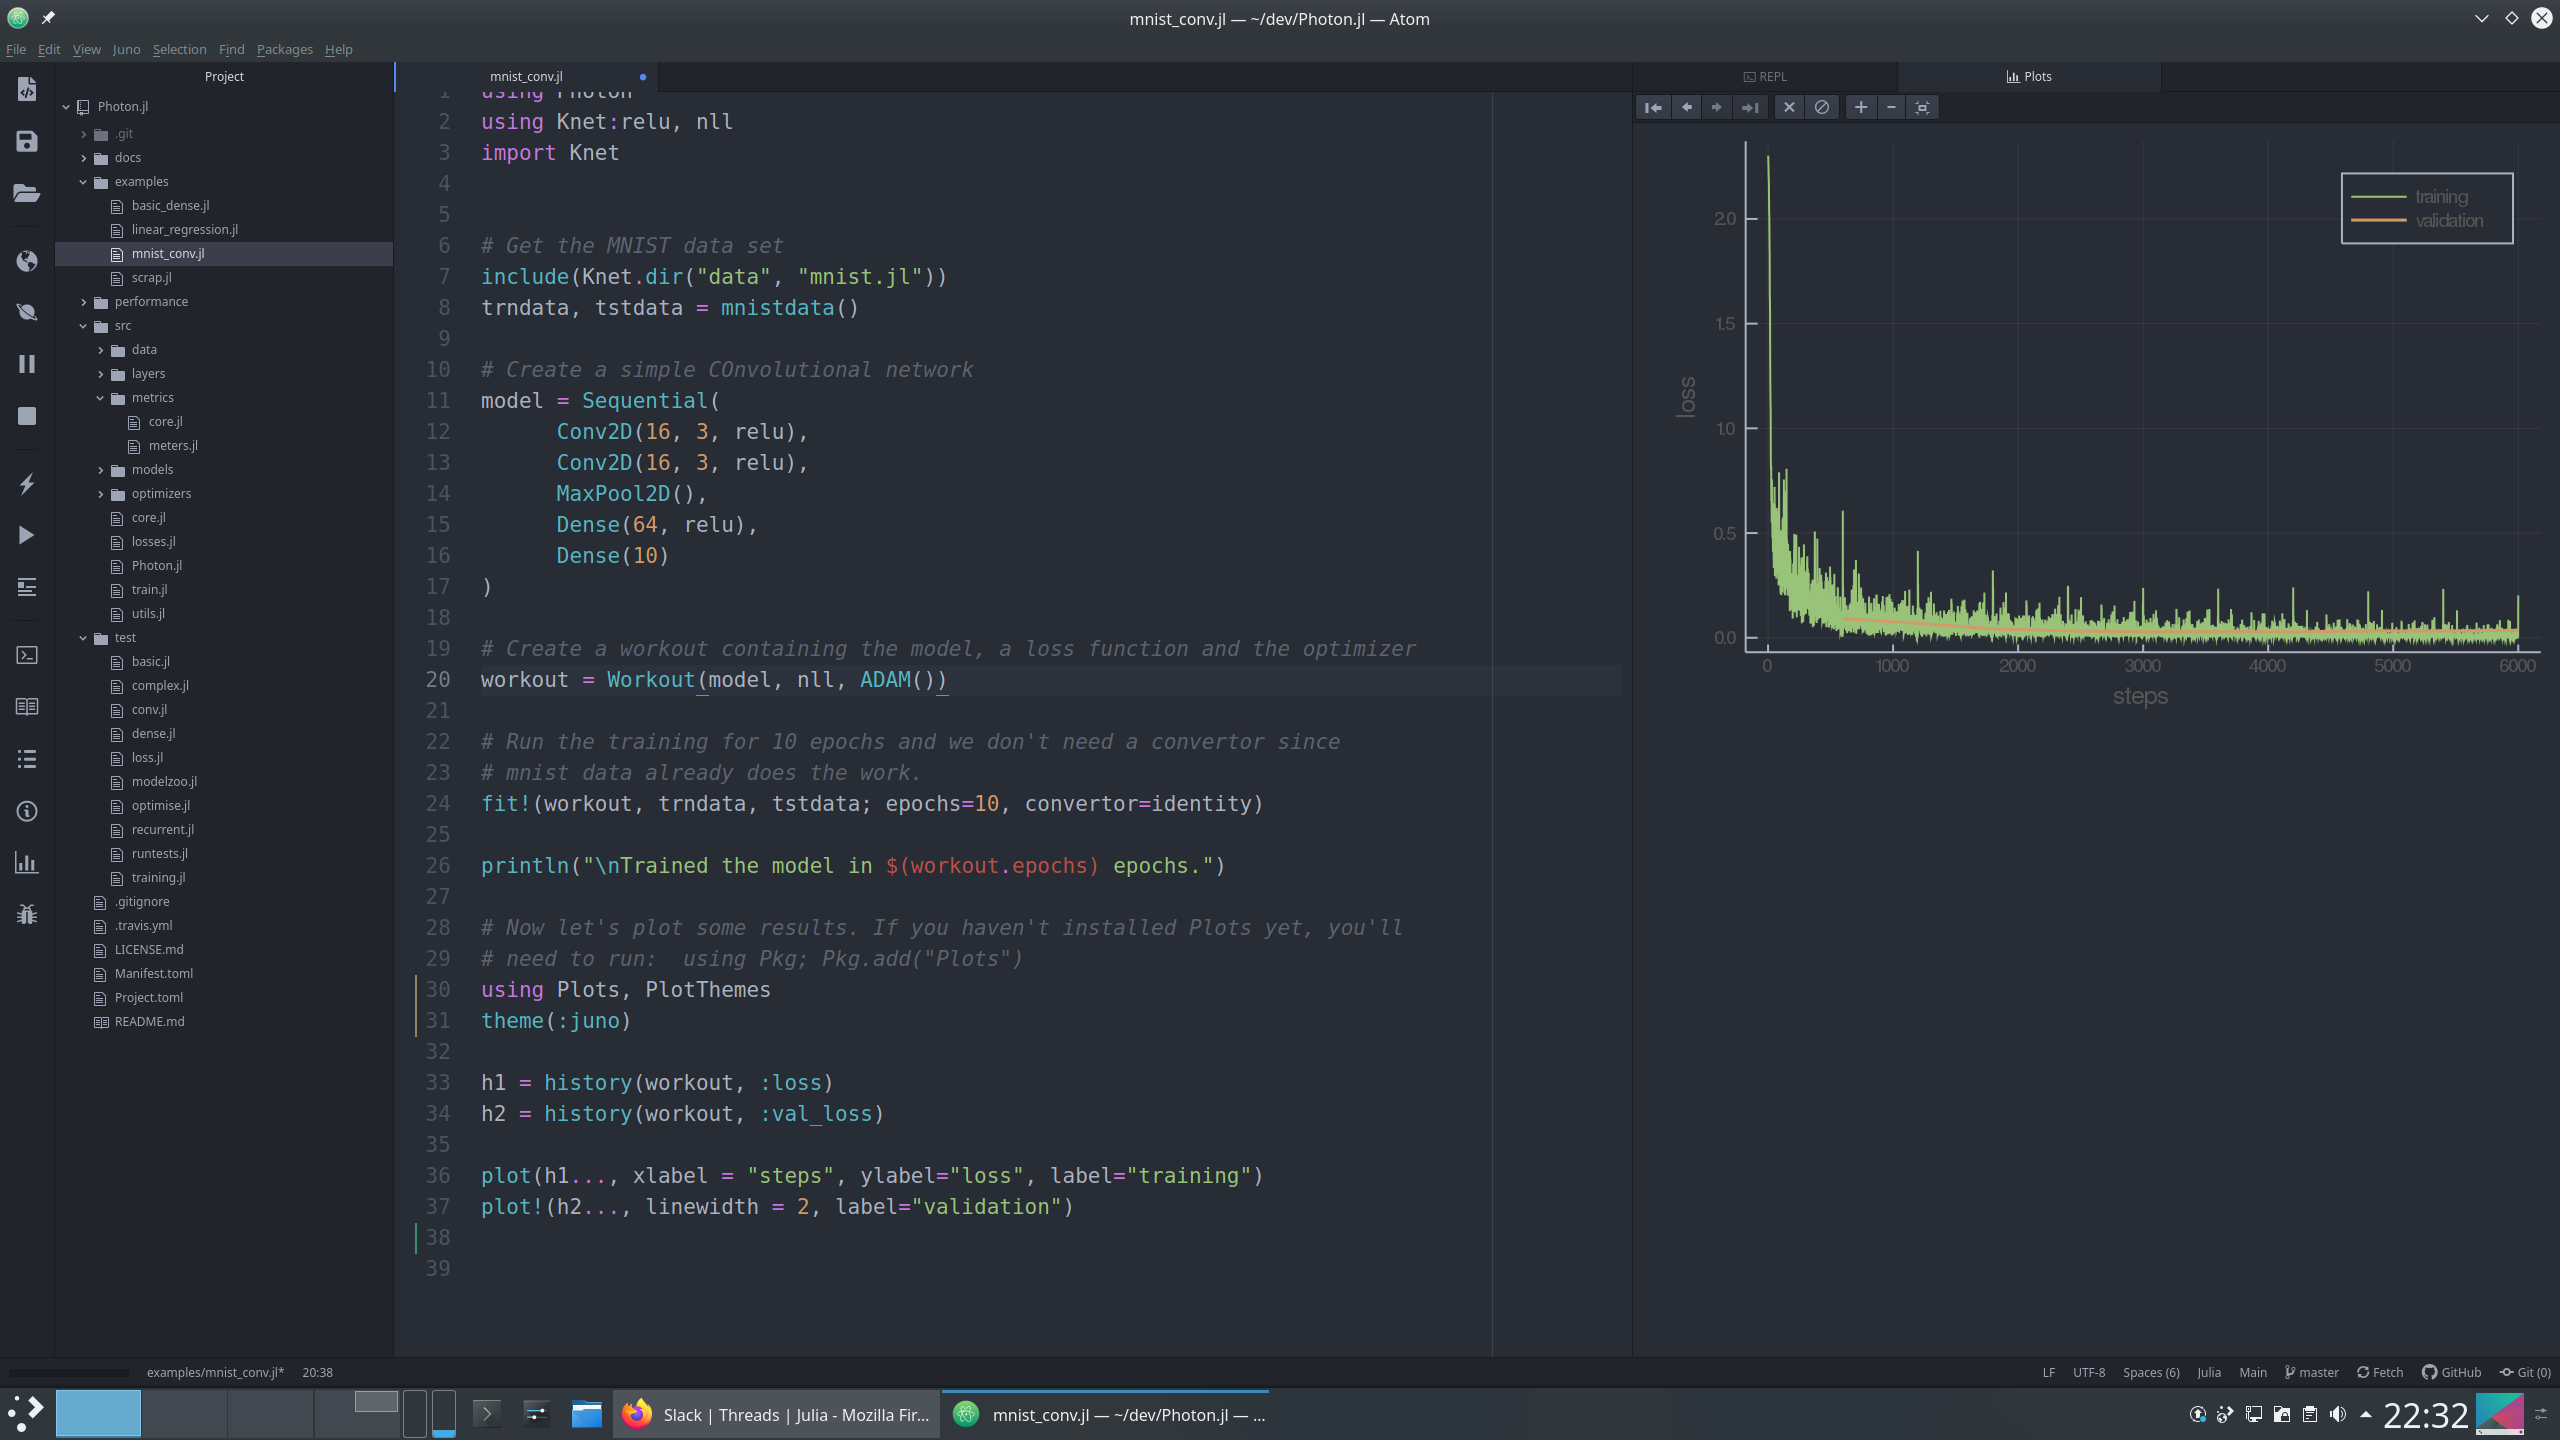 mnist_conv.jl — ~/dev/Photon.jl — Atom
File Edit View Juno Selection Find Packages Help
Project
Photon.jl
.git
docs
examples
basic_dense.jl
linear_regression.jl
mnist_conv.jl
scrap.jl
performance
src
data
layers
metrics
core.jl
meters.jl
models
optimizers
core.jl
losses.jl
Photon.jl
train.jl
utils.jl
test
basic.jl
complex.jl
conv.jl
dense.jl
loss.jl
modelzoo.jl
optimise.jl
recurrent.jl
runtests.jl
training.jl
.gitignore
.travis.yml
LICENSE.md
Manifest.toml
Project.toml
README.md
mnist_conv.jl
1 using Photon
2 using Knet:relu, nll
3 import Knet
4
5
6 # Get the MNIST data set
7 include(Knet.dir("data", "mnist.jl"))
8 trndata, tstdata = mnistdata()
9
10 # Create a simple COnvolutional network
11 model = Sequential(
12 Conv2D(16, 3, relu),
13 Conv2D(16, 3, relu),
14 MaxPool2D(),
15 Dense(64, relu),
16 Dense(10)
17 )
18
19 # Create a workout containing the model, a loss function and the optimizer
20 workout = Workout(model, nll, ADAM())
21
22 # Run the training for 10 epochs and we don't need a convertor since
23 # mnist data already does the work.
24 fit!(workout, trndata, tstdata; epochs=10, convertor=identity)
25
26 println("\nTrained the model in $(workout.epochs) epochs.")
27
28 # Now let's plot some results. If you haven't installed Plots yet, you'll
29 # need to run:  using Pkg; Pkg.add("Plots")
30 using Plots, PlotThemes
31 theme(:juno)
32
33 h1 = history(workout, :loss)
34 h2 = history(workout, :val_loss)
35
36 plot(h1..., xlabel = "steps", ylabel="loss", label="training")
37 plot!(h2..., linewidth = 2, label="validation")
38
39
REPL
Plots
training
validation
2.0
1.5
1.0
0.5
0.0
loss
0 1000 2000 3000 4000 5000 6000
steps
examples/mnist_conv.jl* 20:38
LF UTF-8 Spaces (6) Julia Main master Fetch GitHub Git (0)
Slack | Threads | Julia - Mozilla Fir...
mnist_conv.jl — ~/dev/Photon.jl — ...
22:32